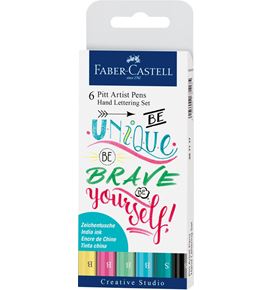 FABER-CASTELL
since 1761
6 Pitt Artist Pens
Hand Lettering Set
BE
UNIQUE
BE
BRAVE
BE
yourself!
Zeichentusche
India ink
Encre de Chine
Tinta china
B B B B S
Creative Studio